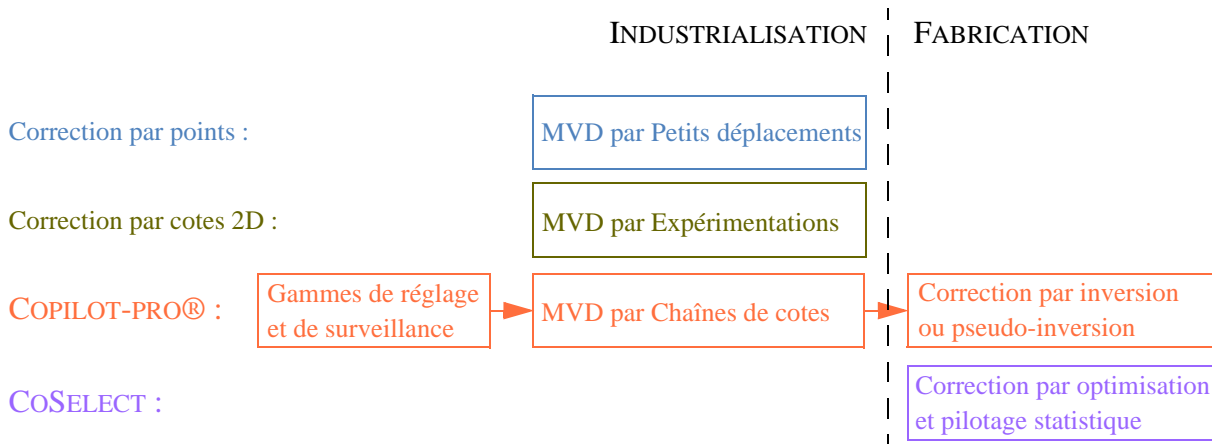 INDUSTRIALISATION
FABRICATION
Correction par points :
MVD par Petits déplacements
Correction par cotes 2D :
MVD par Expérimentations
COPILOT-PRO® :
Gammes de réglage
et de surveillance
MVD par Chaînes de cotes
Correction par inversion
ou pseudo-inversion
COSELECT :
Correction par optimisation
et pilotage statistique